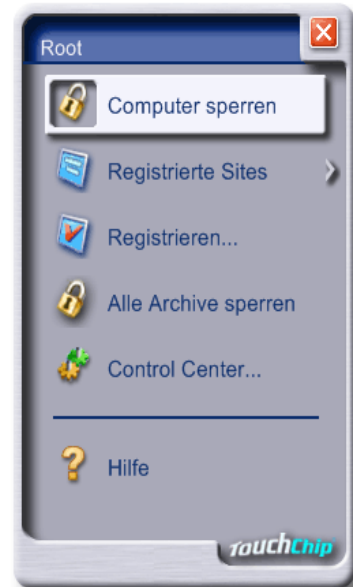 Root
Computer sperren
Registrierte Sites
Registrieren...
Alle Archive sperren
Control Center...
Hilfe
TouchChip